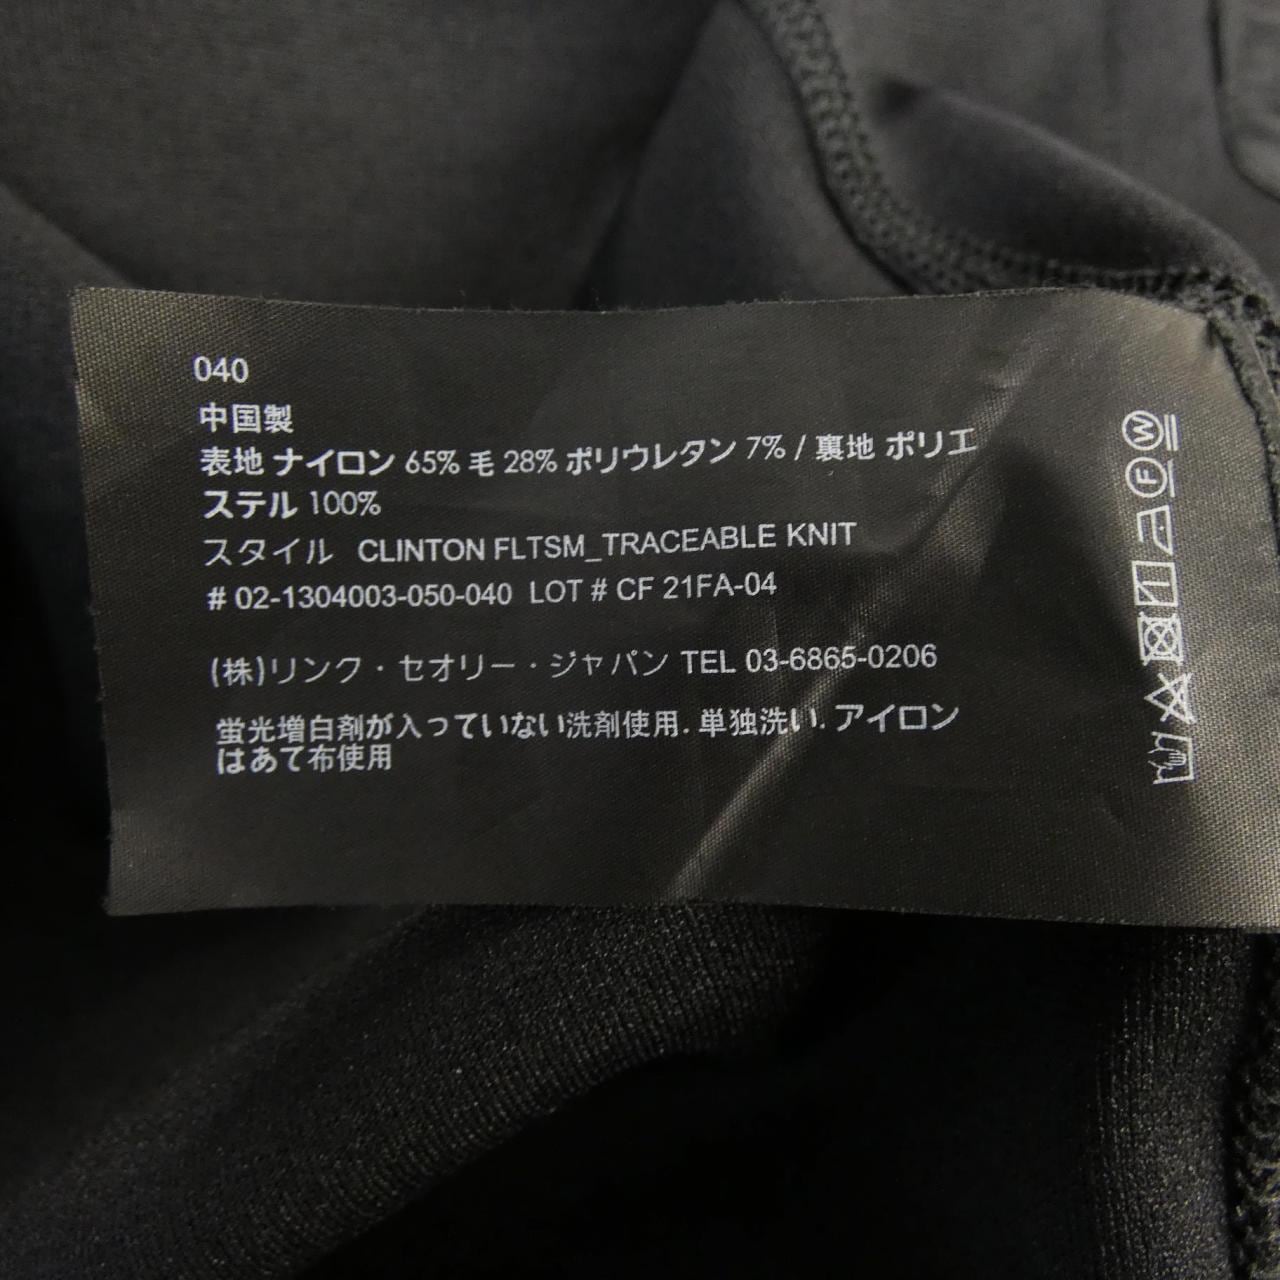 040
中国製
表地 ナイロン 65% 毛 28% ポリウレタン 7% / 裏地 ポリエ
ステル 100%
スタイル CLINTON FLTSM_TRACEABLE KNIT
# 02-1304003-050-040 LOT # CF 21FA-04
(株)リンク・セオリー・ジャパン TEL 03-6865-0206
蛍光増白剤が入っていない洗剤使用. 単独洗い. アイロン
はあて布使用
W
F